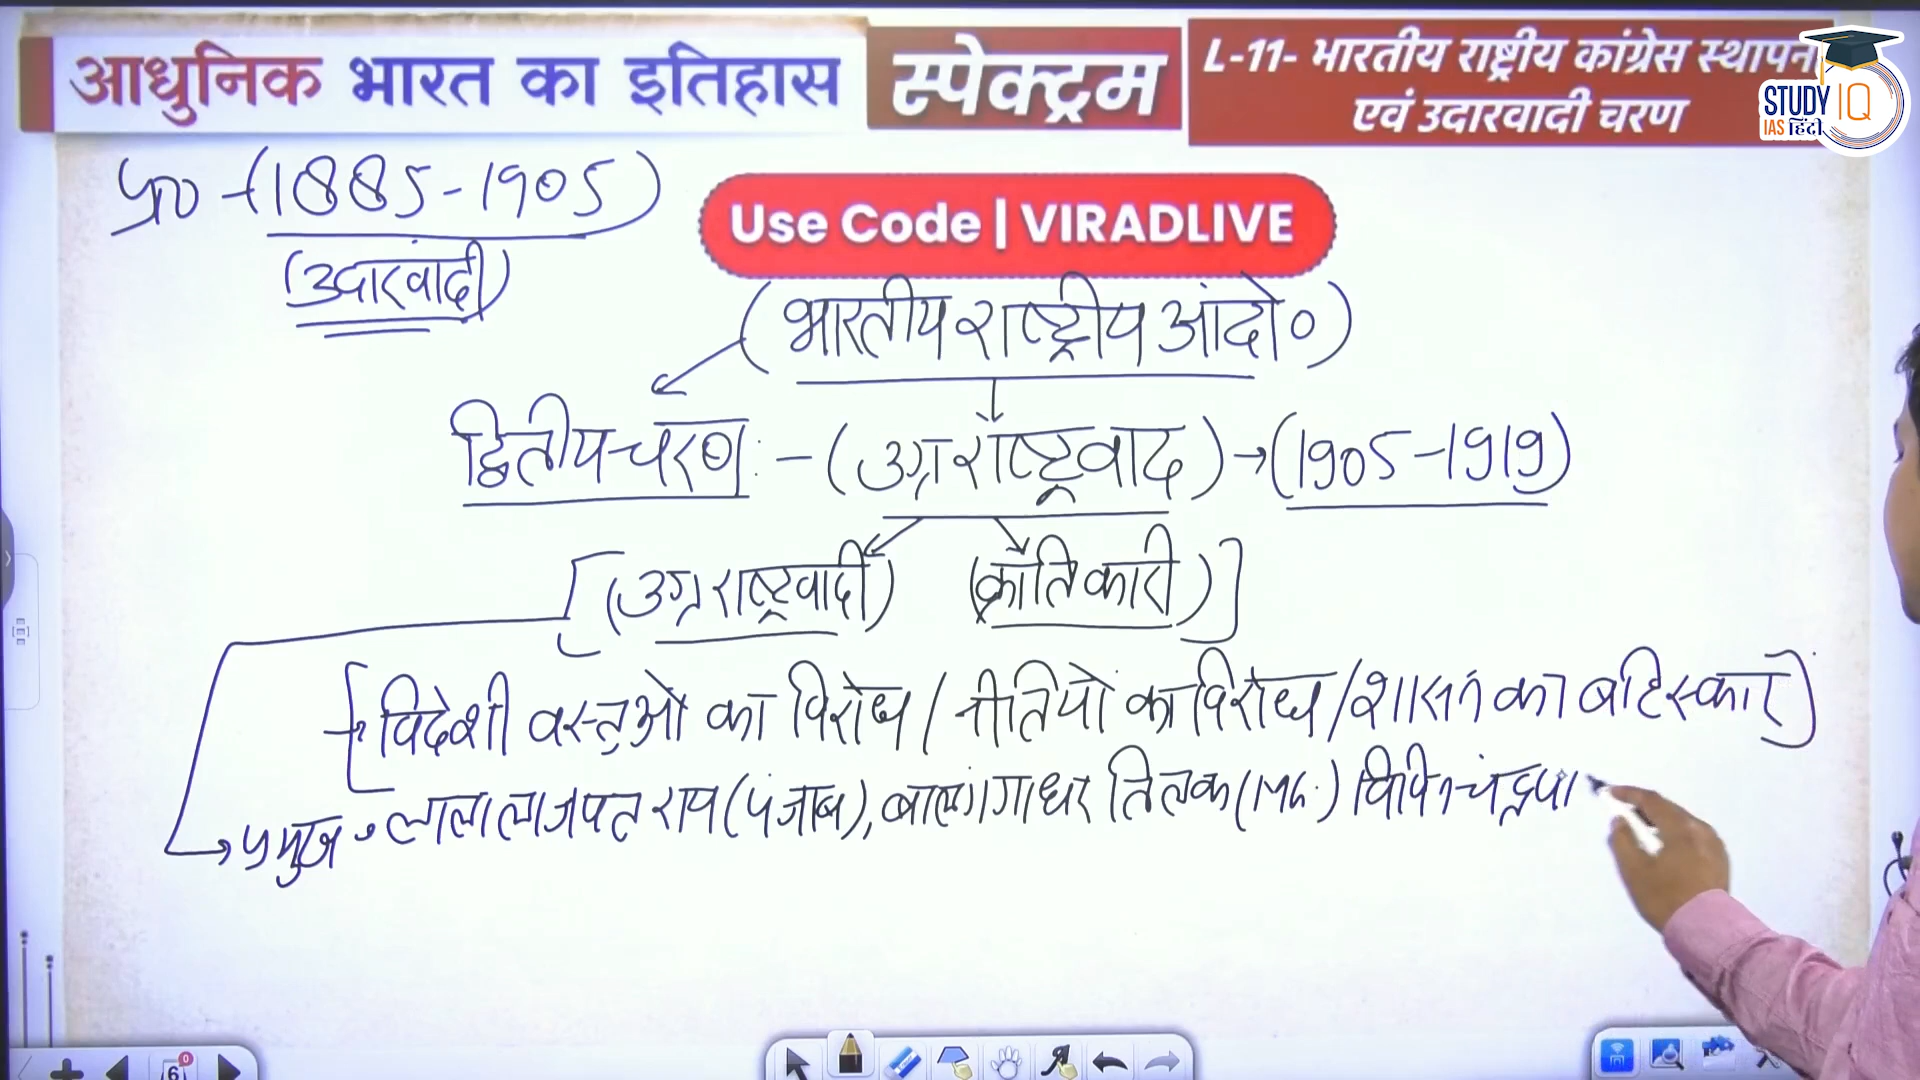 आधुनिक भारत का इतिहास
स्पेक्ट्रम
L-11- भारतीय राष्ट्रीय कांग्रेस स्थापना
एवं उदारवादी चरण
STUDY IQ
IAS हिंदी
प्र० - (1885-1905)
(उदारवादी)
Use Code | VIRADLIVE
(भारतीय राष्ट्रीय आंदो०)
द्वितीय चरण :- (उग्र राष्ट्रवाद) → (1905-1919)
[(उग्र राष्ट्रवादी) (क्रांतिकारी)]
[विदेशी वस्तुओ का विरोध / नीतियो का विरोध / शासन का बहिस्कार]
→ प्रमुख → लाला लाजपत राय (पंजाब), बाल गंगाधर तिलक विपिन चंद्र पा
6
0